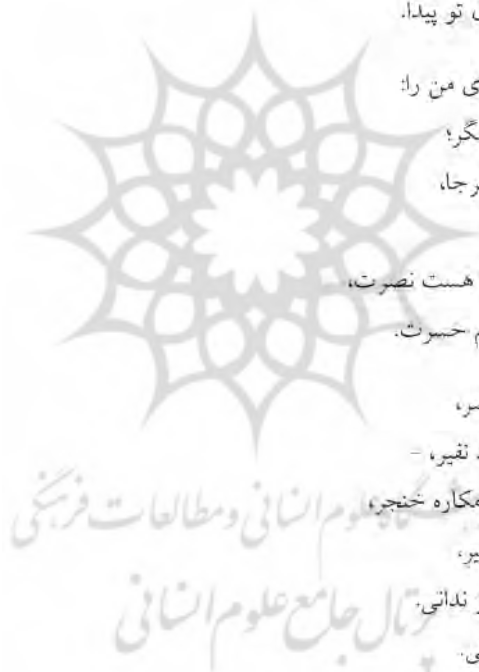 تو پیدا.
ی من را:
گر؛
رجا،
هست نصرت،
م حسرت.
سر،
نفیر، –
گاه علوم انسانی و مطالعات فرهنگی
خنجر،
یر،
ندانی.
پرتال جامع علوم انسانی
ی.